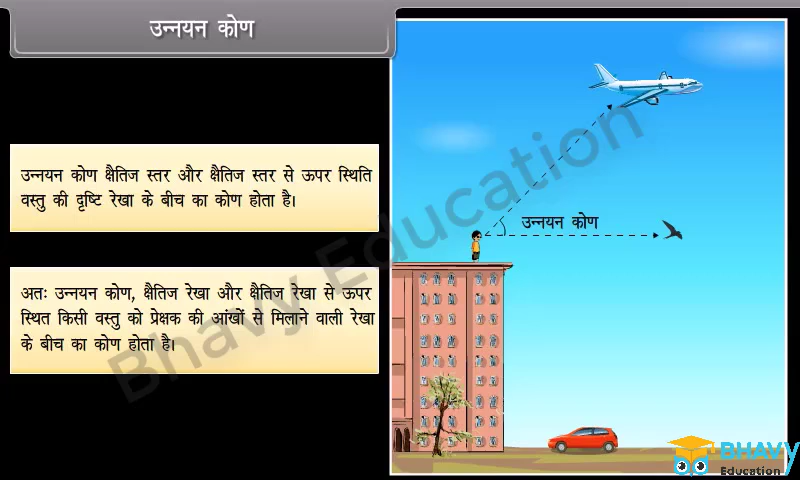 उन्नयन कोण
उन्नयन कोण क्षैतिज स्तर और क्षैतिज स्तर से ऊपर स्थिति
वस्तु की दृष्टि रेखा के बीच का कोण होता है।
अतः उन्नयन कोण, क्षैतिज रेखा और क्षैतिज रेखा से ऊपर
स्थित किसी वस्तु को प्रेक्षक की आंखों से मिलाने वाली रेखा
के बीच का कोण होता है।
उन्नयन कोण
Bhavy Education
BHAVY
Education